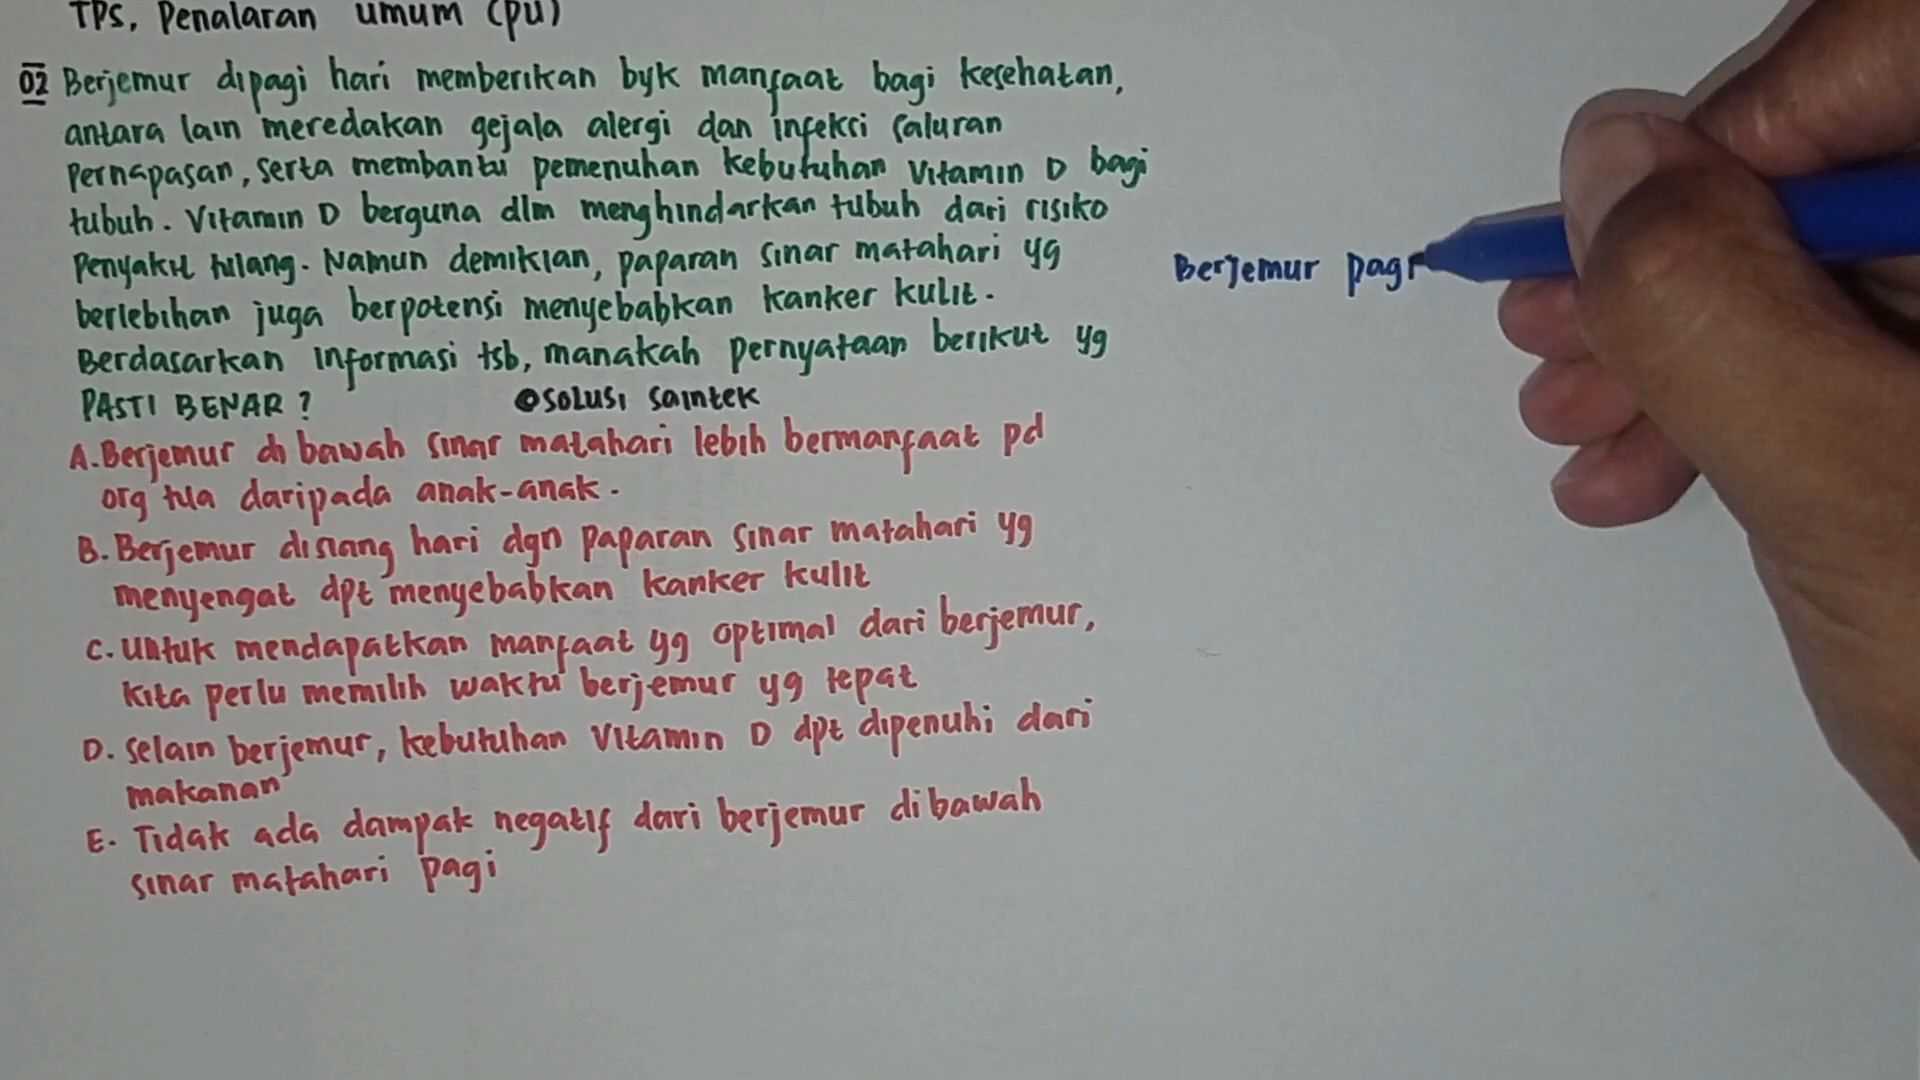 TPS, Penalaran umum (PU)
02 Berjemur dipagi hari memberikan byk manfaat bagi kesehatan,
antara lain meredakan gejala alergi dan infeksi saluran
Pernapasan, serta membantu pemenuhan kebutuhan Vitamin D bagi
tubuh. Vitamin D berguna dlm menghindarkan tubuh dari risiko
Penyakit tulang. Namun demikian, paparan sinar matahari yg
berlebihan juga berpotensi menyebabkan kanker kulit.
Berdasarkan informasi tsb, manakah pernyataan berikut yg
PASTI BENAR ?
@SOLUSI Saintek
Berjemur pagi
A. Berjemur di bawah sinar matahari lebih bermanfaat pd
org tua daripada anak-anak.
B. Berjemur disiang hari dgn paparan sinar matahari yg
menyengat dpt menyebabkan kanker kulit
C. Untuk mendapatkan manfaat yg optimal dari berjemur,
kita perlu memilih waktu berjemur yg tepat
D. Selain berjemur, kebutuhan Vitamin D dpt dipenuhi dari
makanan
E. Tidak ada dampak negatif dari berjemur dibawah
sinar matahari pagi